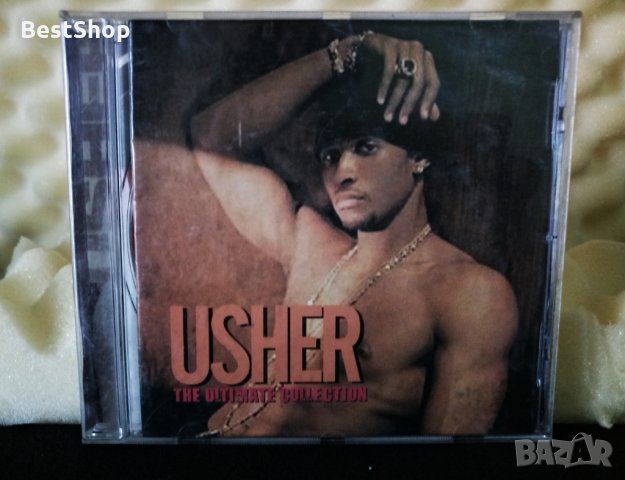 BestShop
USHER
THE ULTIMATE COLLECTION
BAZAR